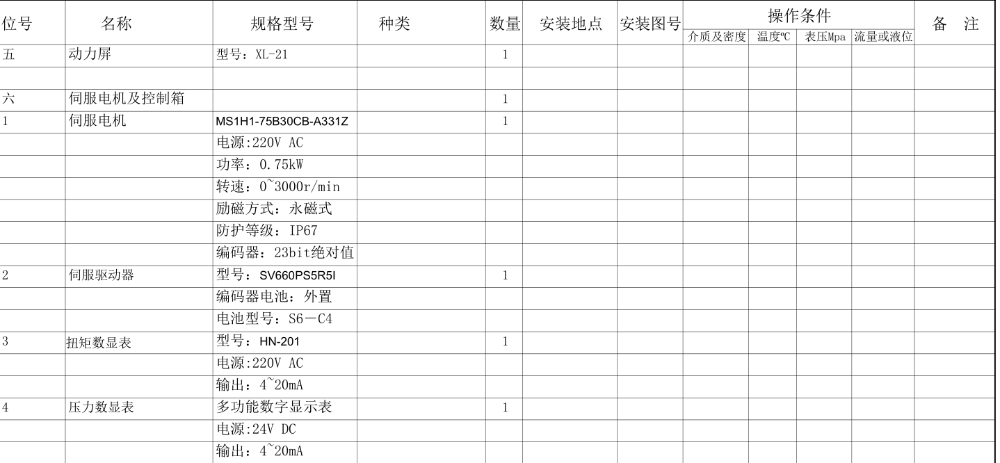 位号 名称 规格型号 种类 数量 安装地点 安装图号 操作条件 备 注
介质及密度 温度℃ 表压Mpa 流量或液位
五 动力屏 型号：XL-21 1
六 伺服电机及控制箱 1
1 伺服电机 MS1H1-75B30CB-A331Z 1
电源:220V AC
功率：0.75kW
转速：0~3000r/min
励磁方式：永磁式
防护等级：IP67
编码器：23bit绝对值
2 伺服驱动器 型号：SV660PS5R5I 1
编码器电池：外置
电池型号：S6－C4
3 扭矩数显表 型号：HN-201 1
电源:220V AC
输出：4~20mA
4 压力数显表 多功能数字显示表 1
电源:24V DC
输出：4~20mA